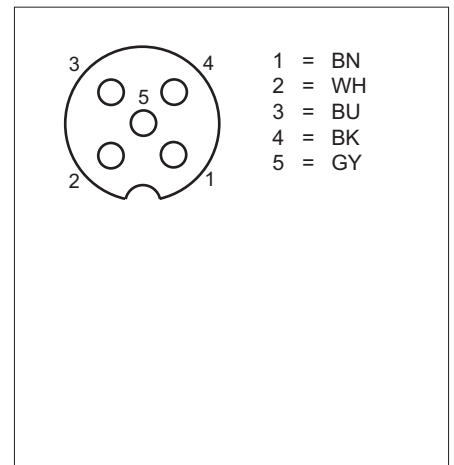 3 4
5
2 1
1 = BN
2 = WH
3 = BU
4 = BK
5 = GY